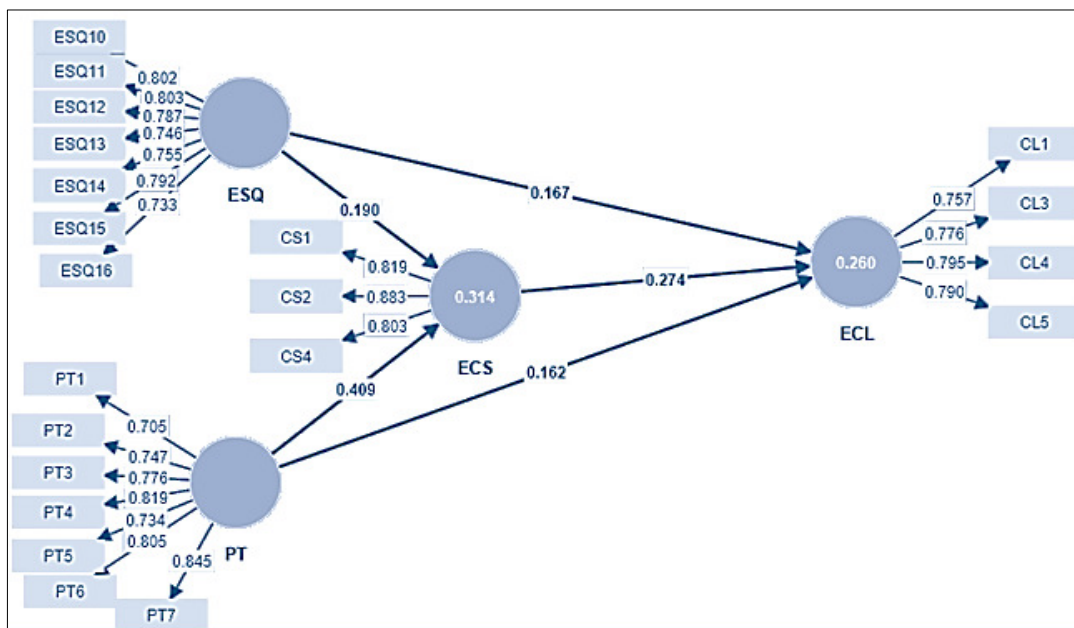 ESQ10
ESQ11
ESQ12
ESQ13
ESQ14
ESQ15
ESQ16
0.802
0.803
0.787
0.746
0.755
0.792
0.733
ESQ
0.190
0.167
CS1
CS2
CS4
0.819
0.883
0.803
0.314
ECS
0.274
0.409
0.162
0.260
ECL
0.757
0.776
0.795
0.790
CL1
CL3
CL4
CL5
PT1
PT2
PT3
PT4
PT5
PT6
PT7
0.705
0.747
0.776
0.819
0.734
0.805
0.845
PT